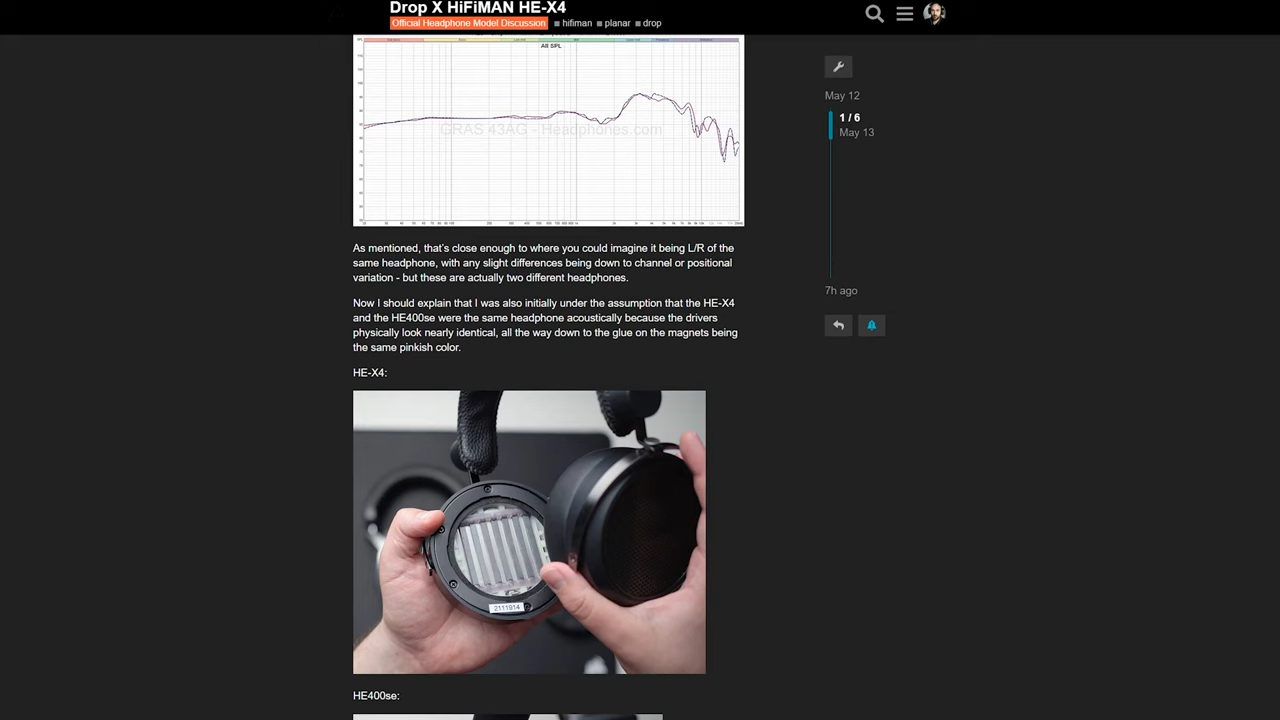 Drop X HiFiMAN HE-X4
Official Headphone Model Discussion hifiman planar drop
All SPL
GRAS 43AG - Headphones.com
May 12
1 / 6
May 13
7h ago
As mentioned, that's close enough to where you could imagine it being L/R of the
same headphone, with any slight differences being down to channel or positional
variation - but these are actually two different headphones.
Now I should explain that I was also initially under the assumption that the HE-X4
and the HE400se were the same headphone acoustically because the drivers
physically look nearly identical, all the way down to the glue on the magnets being
the same pinkish color.
HE-X4:
2111914
HE400se: